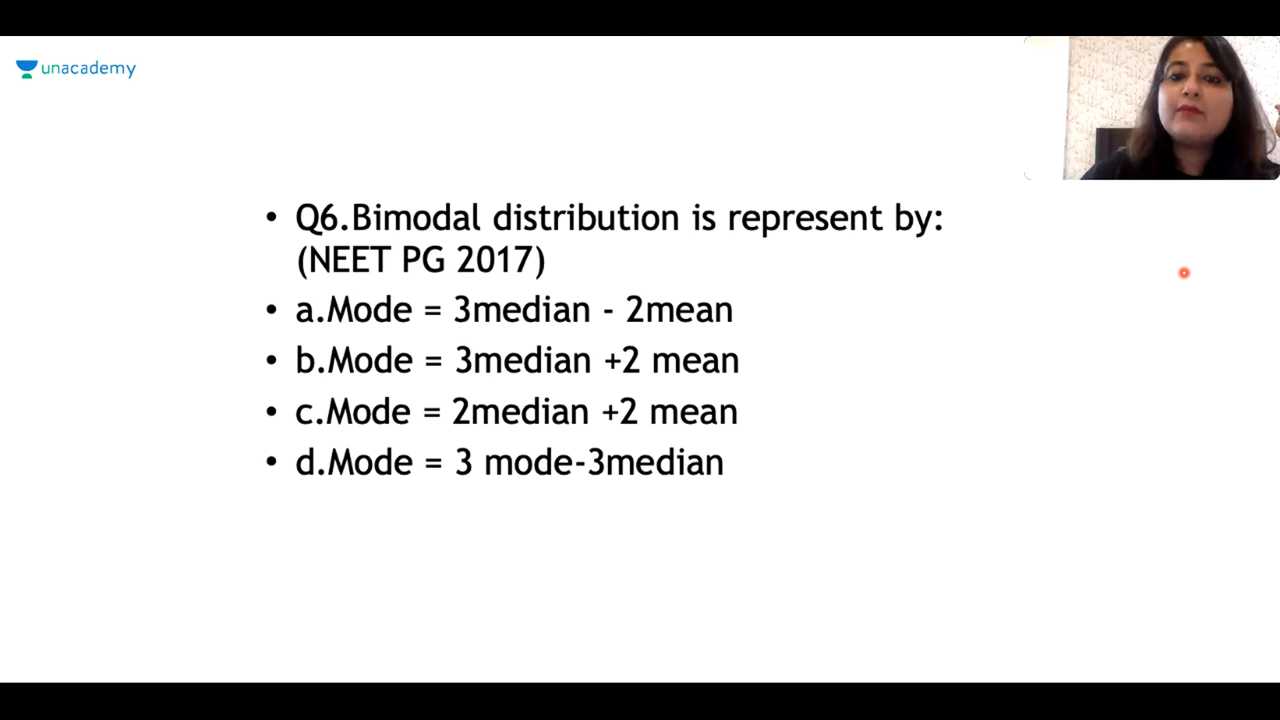 unacademy
• Q6.Bimodal distribution is represent by:
(NEET PG 2017)
• a.Mode = 3median - 2mean
• b.Mode = 3median +2 mean
• c.Mode = 2median +2 mean
• d.Mode = 3 mode-3median